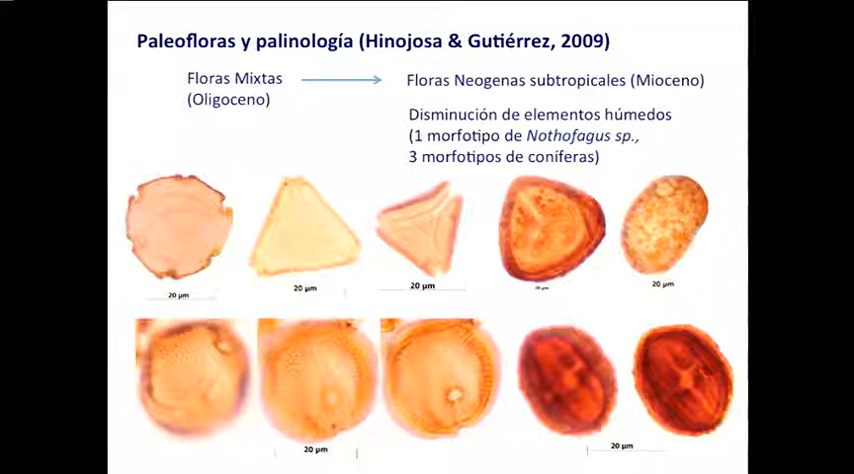 Paleofloras y palinología (Hinojosa & Gutiérrez, 2009)
Floras Mixtas
(Oligoceno)
Floras Neogenas subtropicales (Mioceno)
Disminución de elementos húmedos
(1 morfotipo de Nothofagus sp.,
3 morfotipos de coníferas)
20 µm
20 µm
20 µm
20 µm
20 µm
20 µm